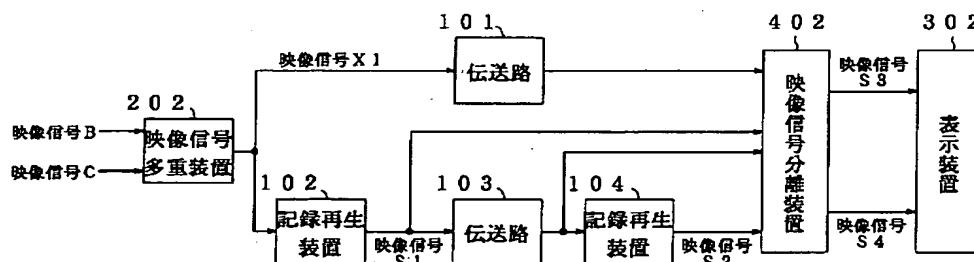 101
402
302
映像信号X1
伝送路
映像信号
S3
202
映像信号B
映像信号
多重装置
映像信号C
映像信号分離装置
表示装置
102
103
104
記録再生
装置
映像信号
S1
伝送路
記録再生
装置
映像信号
映像信号
S4